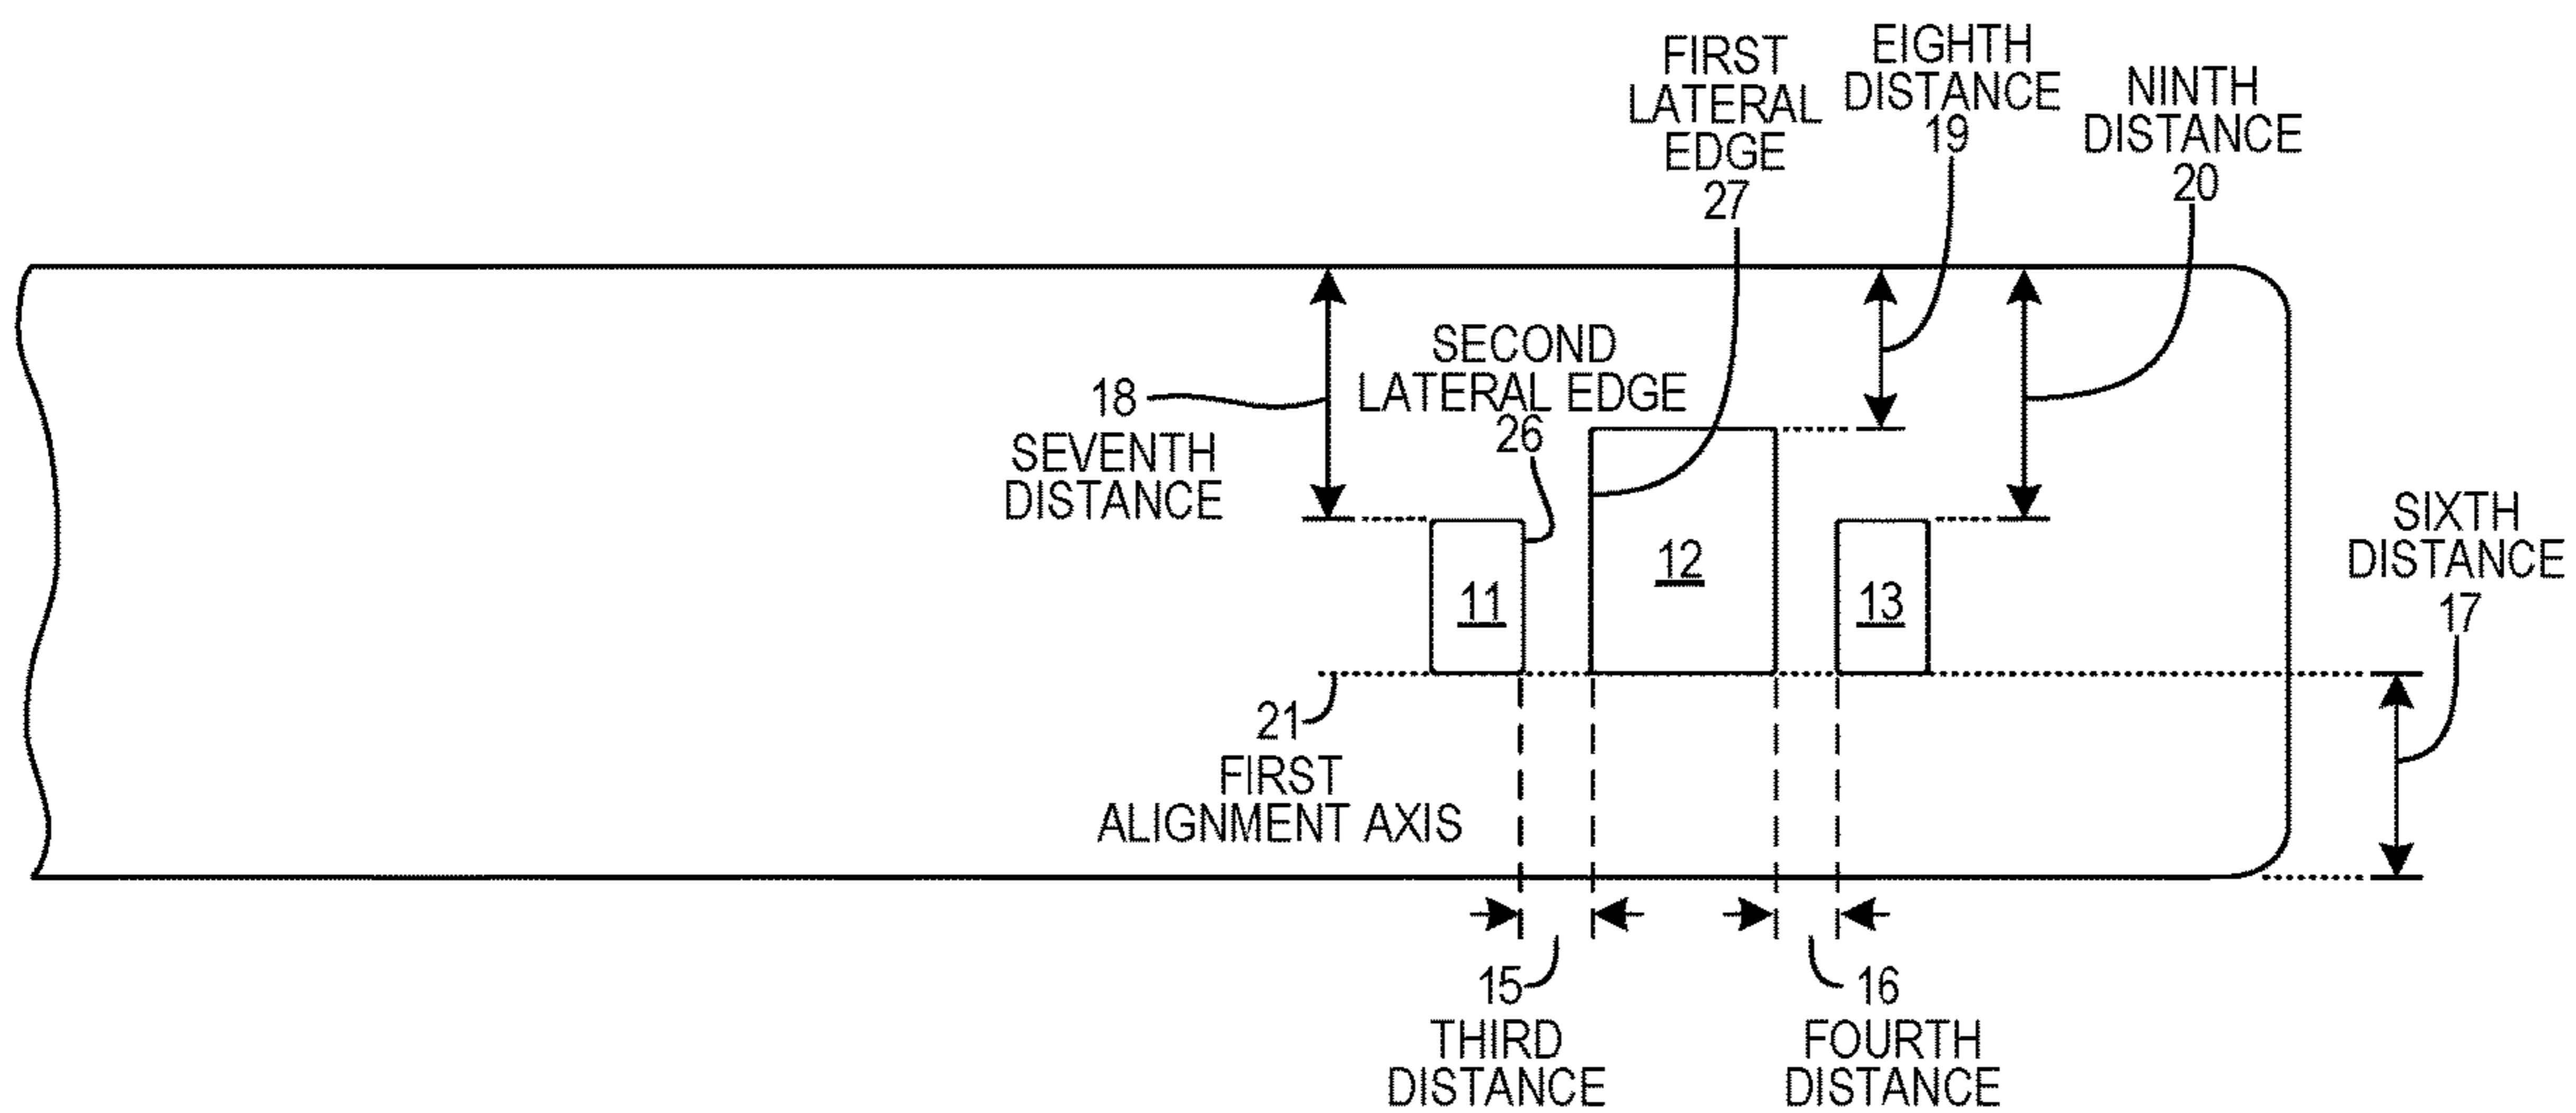 FIRST
LATERAL
EDGE
27
EIGHTH
DISTANCE
19
NINTH
DISTANCE
20
SECOND
LATERAL EDGE
26
18
SEVENTH
DISTANCE
11
12
13
SIXTH
DISTANCE
17
21
FIRST
ALIGNMENT AXIS
15
THIRD
DISTANCE
16
FOURTH
DISTANCE